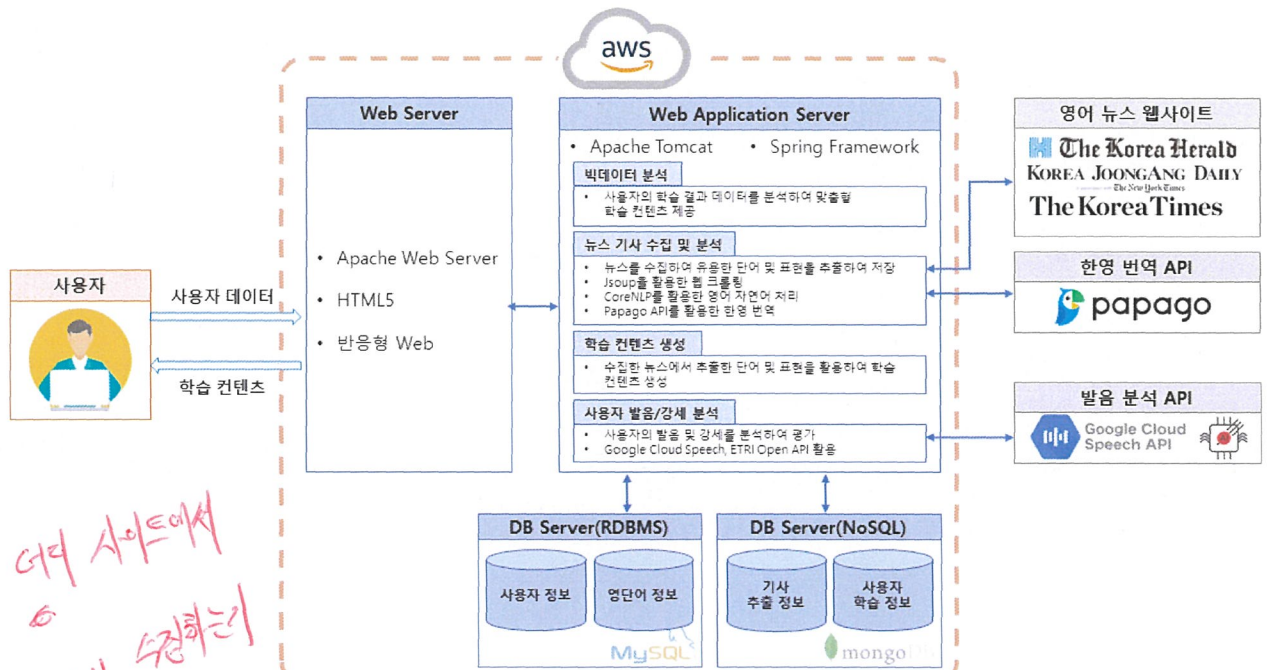 aws
Web Server
• Apache Web Server
• HTML5
• 반응형 Web
사용자
사용자 데이터
학습 컨텐츠
Web Application Server
• Apache Tomcat • Spring Framework
빅데이터 분석
• 사용자의 학습 결과 데이터를 분석하여 맞춤형
학습 컨텐츠 제공
뉴스 기사 수집 및 분석
• 뉴스를 수집하여 유용한 단어 및 표현을 추출하여 저장
• Jsoup을 활용한 웹 크롤링
• CoreNLP를 활용한 영어 자연어 처리
• Papago API를 활용한 한영 번역
학습 컨텐츠 생성
• 수집한 뉴스에서 추출한 단어 및 표현을 활용하여 학습
컨텐츠 생성
사용자 발음/강세 분석
• 사용자의 발음 및 강세를 분석하여 평가
• Google Cloud Speech, ETRI Open API 활용
영어 뉴스 웹사이트
The Korea Herald
KOREA JOONGANG DAILY
The New York Times
The Korea Times
한영 번역 API
papago
발음 분석 API
Google Cloud
Speech API
DB Server(RDBMS)
사용자 정보
영단어 정보
MySQL
DB Server(NoSQL)
기사
추출 정보
사용자
학습 정보
mongo
어떤 사이트에서
수집하는지